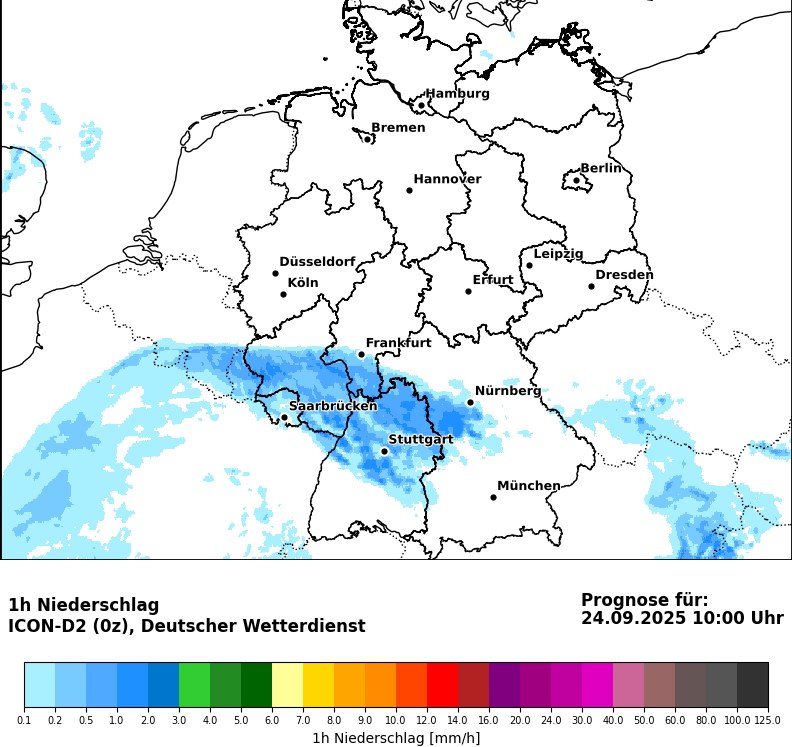 Hamburg
Bremen
Berlin
Hannover
Düsseldorf
Leipzig
Köln
Erfurt
Dresden
Frankfurt
Nürnberg
Saarbrücken
Stuttgart
München
1h Niederschlag
ICON-D2 (0z), Deutscher Wetterdienst
Prognose für:
24.09.2025 10:00 Uhr
0.1 0.2 0.5 1.0 2.0 3.0 4.0 5.0 6.0 7.0 9.0 10.0 12.0 14.0 16.0 20.0 24.0 30.0 40.0 50.0 60.0 80.0 100.0 125.0
1h Niederschlag [mm/h]